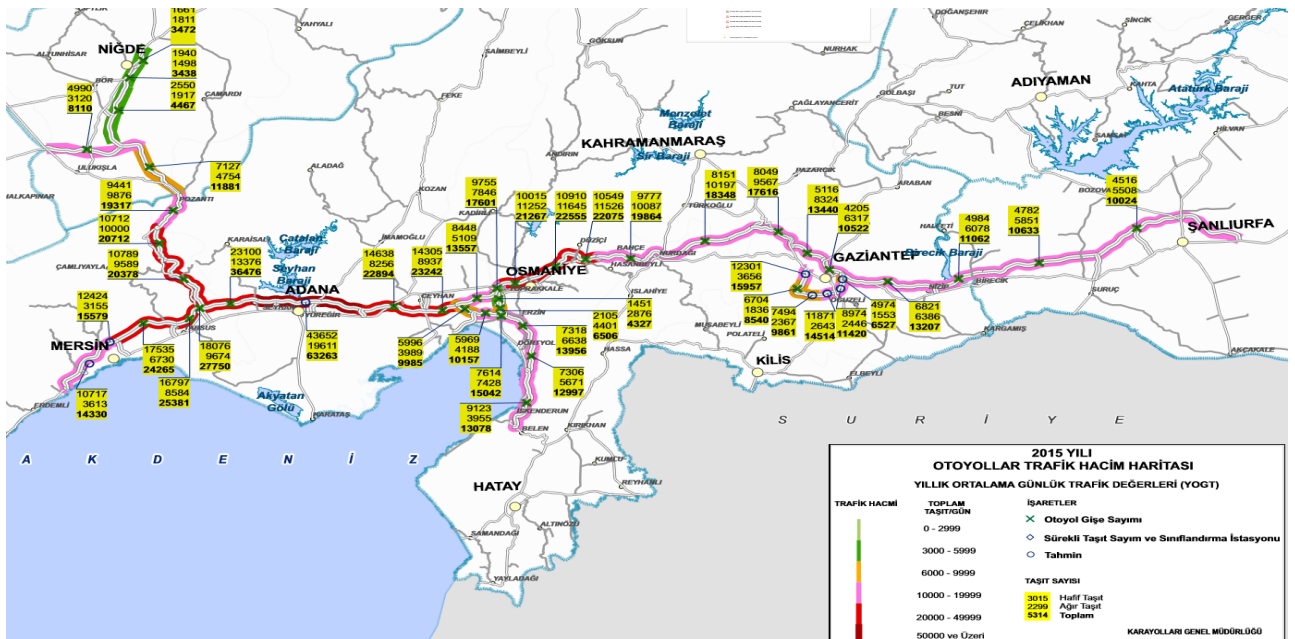 1661
1811
3472
1940
1498
3438
2550
1917
4467
4990
3120
8110
7127
4754
11881
9441
9876
19317
10712
10000
20712
10789
9589
20378
12424
3155
15579
23100
13376
36476
14638
8256
22894
14305
8937
23242
8448
5109
13557
9755
7846
17601
10015
11252
21267
10910
11645
22555
10549
11526
22075
9777
10087
19864
8151
10197
18348
8049
9567
17616
5116
8324
13440
4205
6317
10522
4984
6078
11062
4782
5851
10633
4516
5508
10024
12301
3656
15957
6704
1836
8540
7494
2367
9861
11871
2643
14514
8974
2446
11420
4974
1553
6527
6821
6386
13207
1451
2876
4327
2105
4401
6506
7318
6638
13956
7306
5671
12997
5969
4188
10157
5996
3989
9985
7614
7428
15042
9123
3955
13078
43652
19611
63263
18076
9674
27750
17535
6730
24265
16797
8584
25381
10717
3613
14330
NİĞDE
MERSİN
ADANA
OSMANİYE
HATAY
KAHRAMANMARAŞ
GAZİANTEP
KİLİS
ADIYAMAN
ŞANLIURFA
YAHYALI
ALTUNHİSAR
BOR
ÇAMARDI
ULUKIŞLA
HALKAPINAR
POZANTI
ÇAMLIYAYLA
TARSUS
ERDEMLİ
KARAİSALI
ALADAĞ
FEKE
SAİMBEYLİ
GÖKSUN
KOZAN
İMAMOĞLU
KADİRLİ
ANDIRIN
CEYHAN
YÜREĞİR
KARATAŞ
TOPRAKKALE
DÜZİÇİ
BAHÇE
HASANBEYLİ
NURDAĞI
TÜRKOĞLU
İSLAHİYE
ERZİN
DÖRTYOL
HASSA
İSKENDERUN
BELEN
KIRIKHAN
KUMLU
REYHANLI
ALTINÖZÜ
SAMANDAĞI
YAYLADAĞI
MUSABEYLİ
POLATELİ
ELBEYLİ
OĞUZELİ
NİZİP
KARGAMIŞ
BİRECİK
SURUÇ
AKÇAKALE
HALFETİ
ARABAN
PAZARCIK
ÇAĞLAYANCERİT
NURHAK
DOĞANŞEHİR
GÖLBAŞI
BESNİ
TUT
ÇELİKHAN
SİNCİK
GERGER
KAHTA
SAMSAT
HİLVAN
BOZOVA
Çatalan
Barajı
Seyhan
Barajı
Akyatan
Gölü
Menzelet
Barajı
Sır Barajı
Birecik Barajı
Atatürk Barajı
A K D E N İ Z
S U R İ Y E
2015 YILI
OTOYOLLAR TRAFİK HACİM HARİTASI
YILLIK ORTALAMA GÜNLÜK TRAFİK DEĞERLERİ (YOGT)
TRAFİK HACMİ
TOPLAM
TAŞIT/GÜN
0 - 2999
3000 - 5999
6000 - 9999
10000 - 19999
20000 - 49999
50000 ve Üzeri
İŞARETLER
Otoyol Gişe Sayımı
Sürekli Taşıt Sayım ve Sınıflandırma İstasyonu
Tahmin
TAŞIT SAYISI
3015 Hafif Taşıt
2299 Ağır Taşıt
5314 Toplam
KARAYOLLARI GENEL MÜDÜRLÜĞÜ